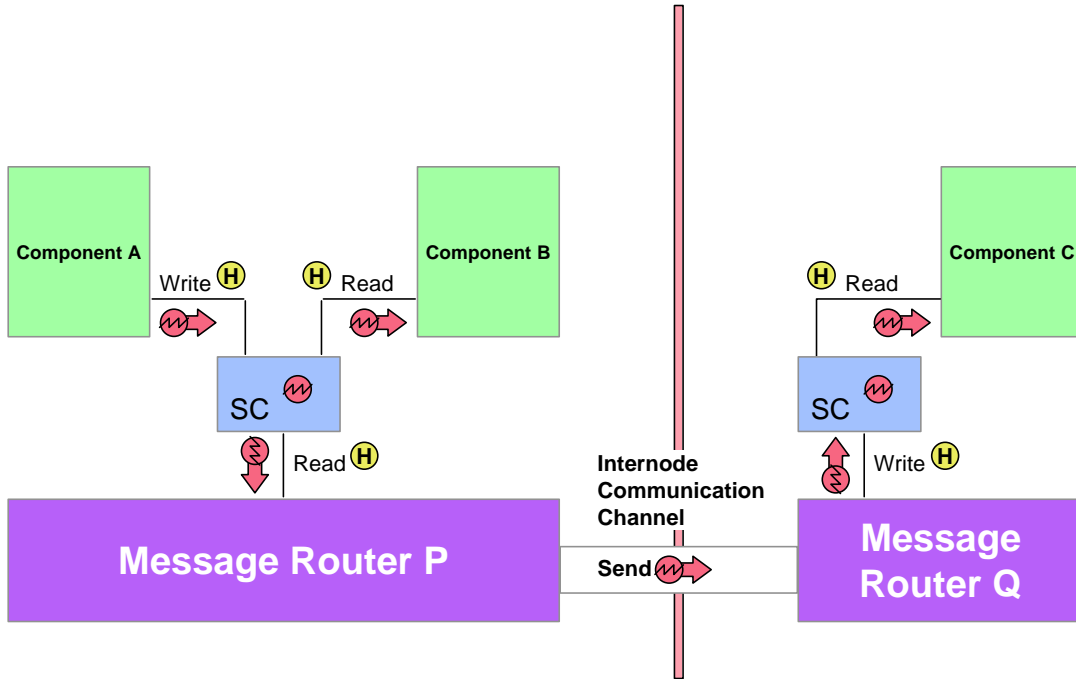 Component A
Component B
Component C
Write H
H Read
H Read
SC
SC
Read H
Write H
Internode
Communication
Channel
Message Router P
Send
Message
Router Q